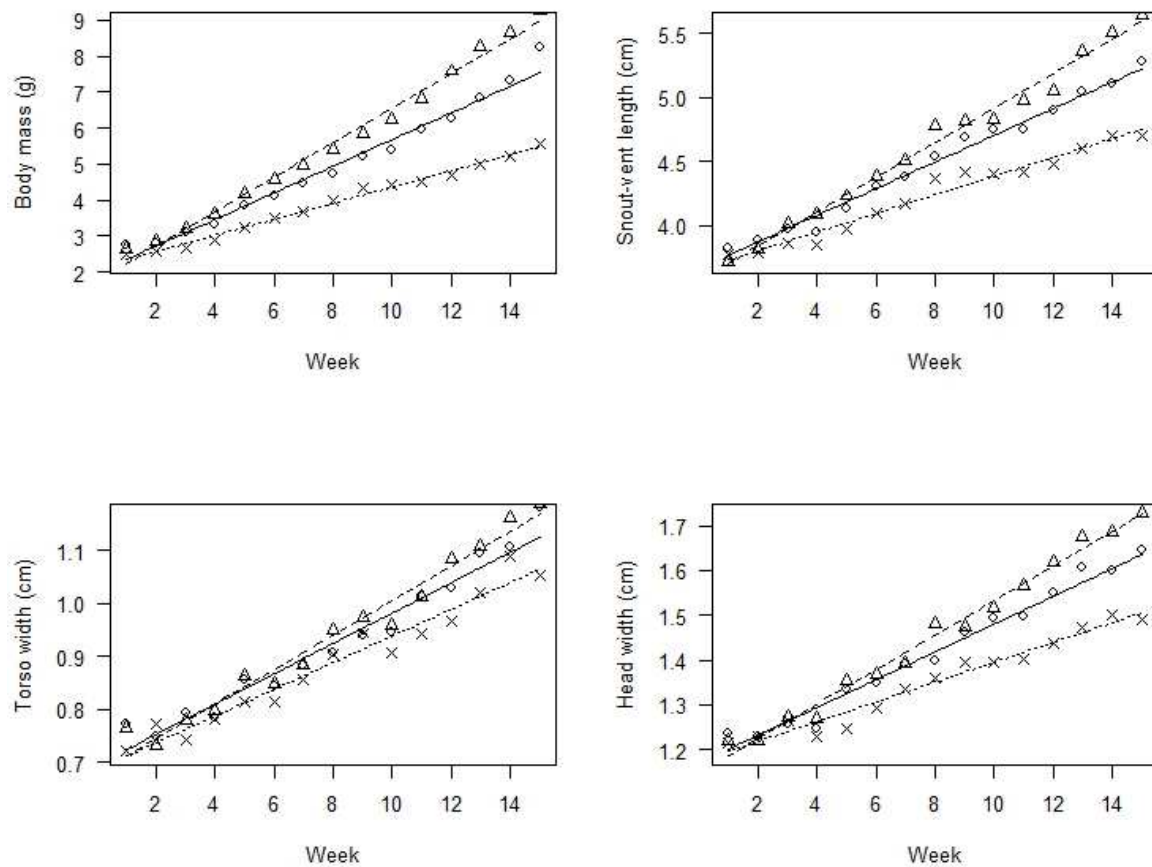 Body mass (g)
9
8
7
6
5
4
3
2
2 4 6 8 10 12 14
Week
Snout-vent length (cm)
5.5
5.0
4.5
4.0
2 4 6 8 10 12 14
Week
Torso width (cm)
1.1
1.0
0.9
0.8
0.7
2 4 6 8 10 12 14
Week
Head width (cm)
1.7
1.6
1.5
1.4
1.3
1.2
2 4 6 8 10 12 14
Week